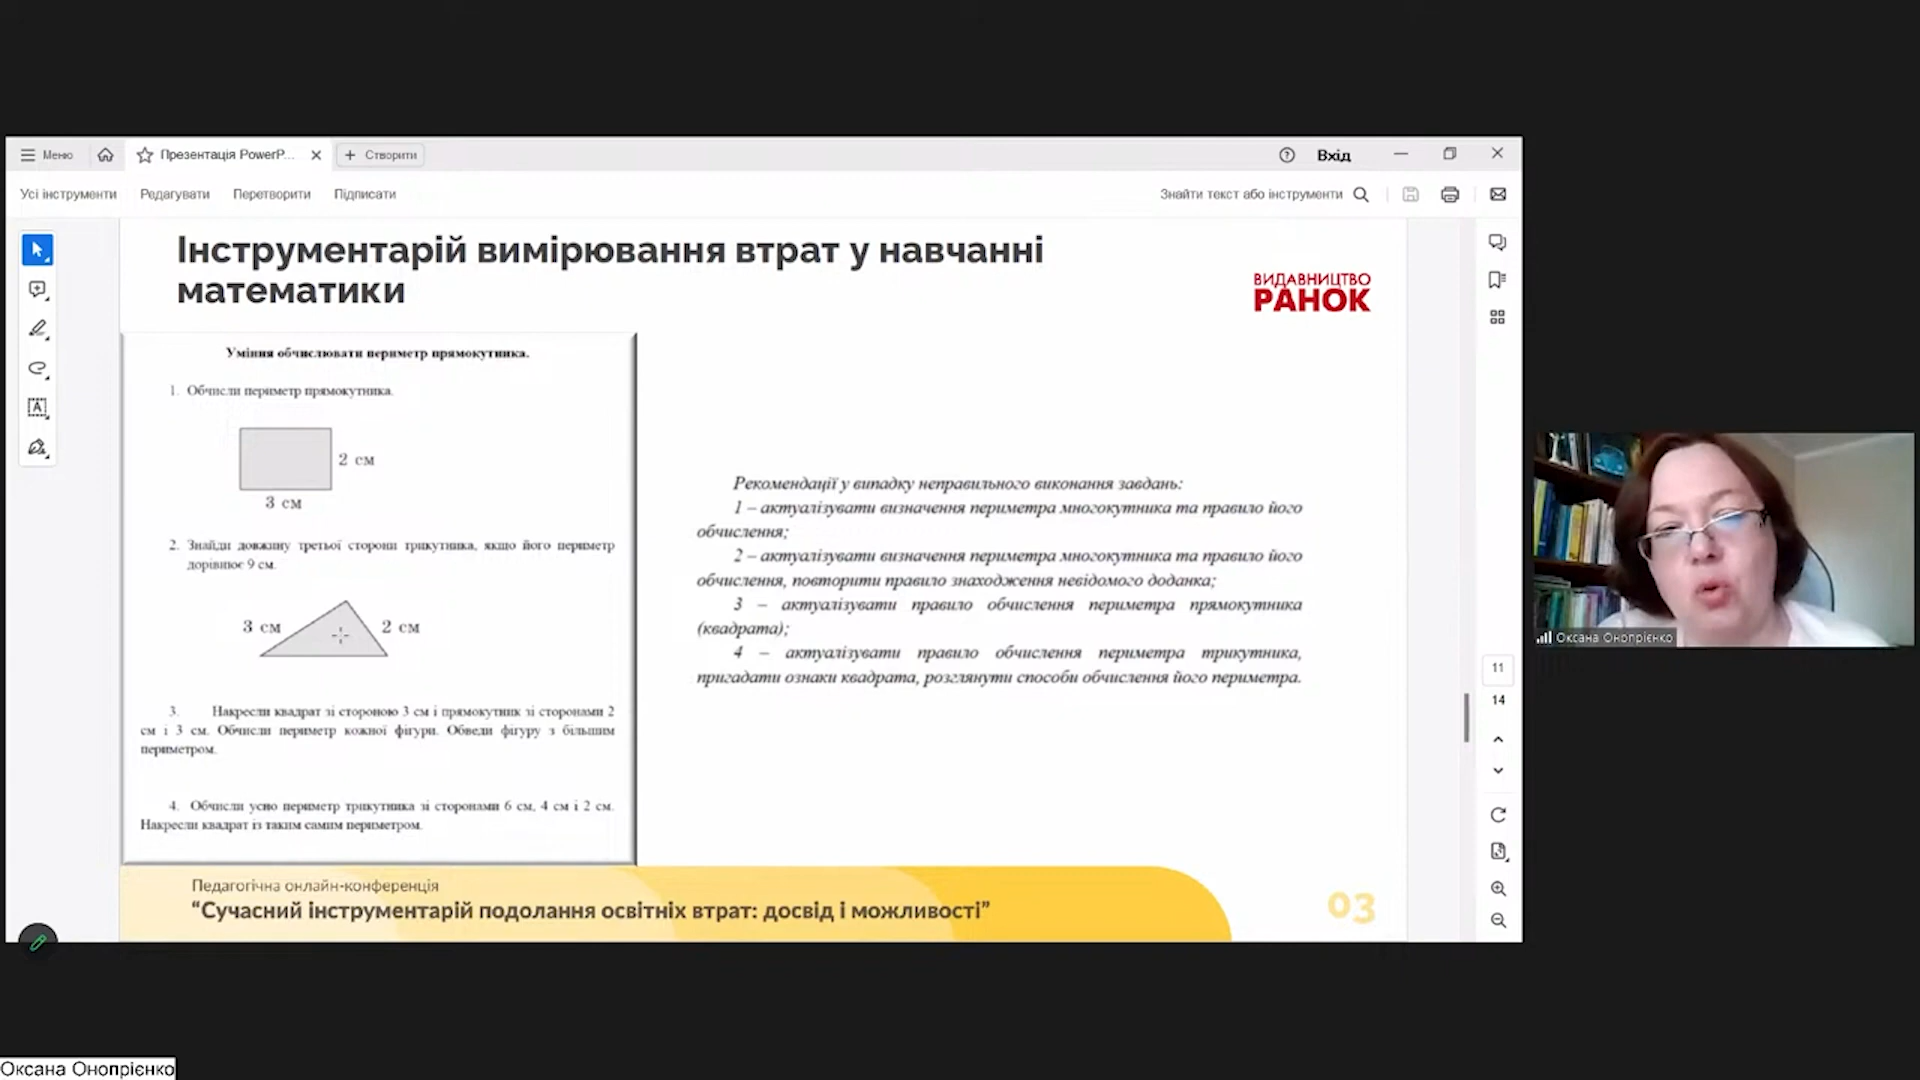 Меню
Презентація PowerP...
Створити
Вхід
Усі інструменти
Редагувати
Перетворити
Підписати
Знайти текст або інструменти
Інструментарій вимірювання втрат у навчанні
математики
ВИДАВНИЦТВО
РАНОК
Уміння обчислювати периметр прямокутника.
1. Обчисли периметр прямокутника.
2 см
3 см
2. Знайди довжину третьої сторони трикутника, якщо його периметр
дорівнює 9 см.
3 см
2 см
3. Накресли квадрат зі стороною 3 см і прямокутник зі сторонами 2
см і 3 см. Обчисли периметр кожної фігури. Обведи фігуру з більшим
периметром.
4. Обчисли усно периметр трикутника зі сторонами 6 см, 4 см і 2 см.
Накресли квадрат із таким самим периметром.
Рекомендації у випадку неправильного виконання завдань:
1 – актуалізувати визначення периметра многокутника та правило його
обчислення;
2 – актуалізувати визначення периметра многокутника та правило його
обчислення, повторити правило знаходження невідомого доданка;
3 – актуалізувати правило обчислення периметра прямокутника
(квадрата);
4 – актуалізувати правило обчислення периметра трикутника,
пригадати ознаки квадрата, розглянути способи обчислення його периметра.
Педагогічна онлайн-конференція
“Сучасний інструментарій подолання освітніх втрат: досвід і можливості”
03
11
14
Оксана Онопрієнко
Оксана Онопрієнко